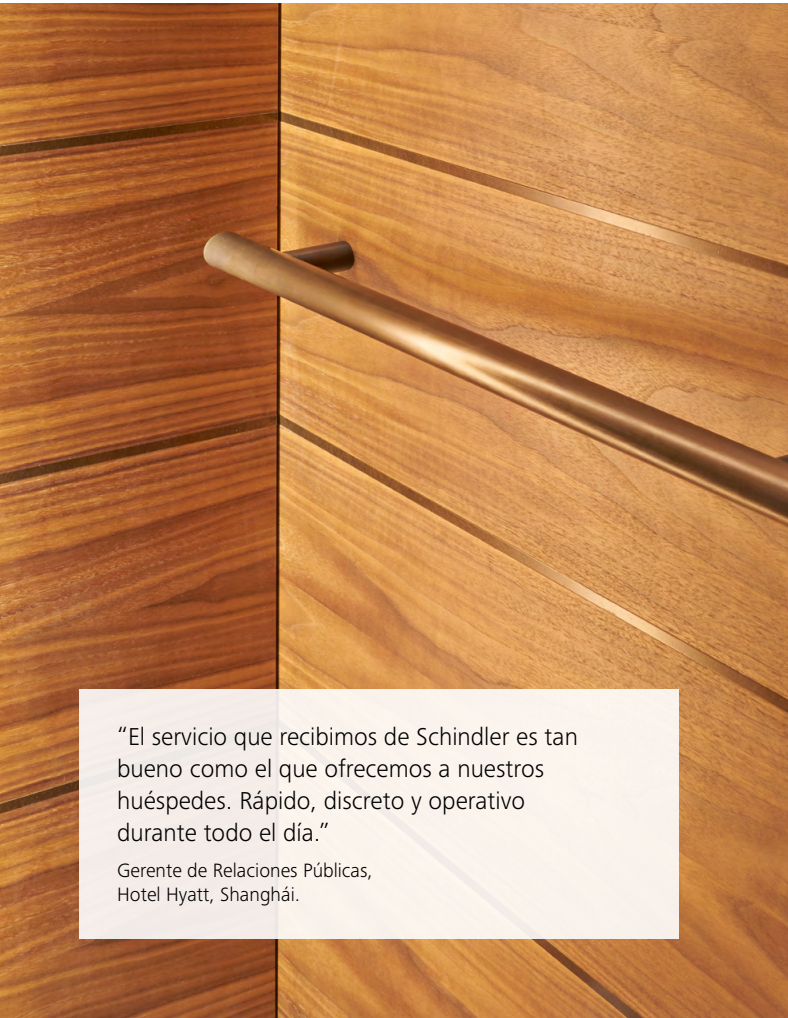 “El servicio que recibimos de Schindler es tan
bueno como el que ofrecemos a nuestros
huéspedes. Rápido, discreto y operativo
durante todo el día.”
Gerente de Relaciones Públicas,
Hotel Hyatt, Shanghái.